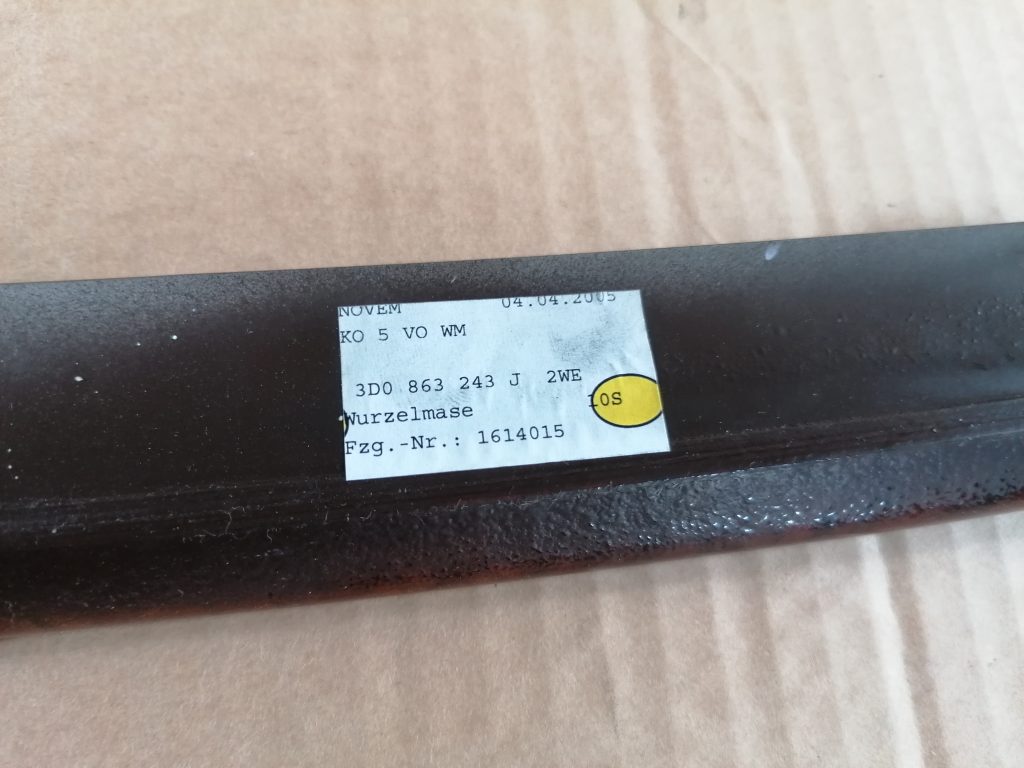 NOVEM 04.04.2005
KO 5 VO WM
3D0 863 243 J 2WE
Wurzelmase 10S
Fzg.-Nr.: 1614015